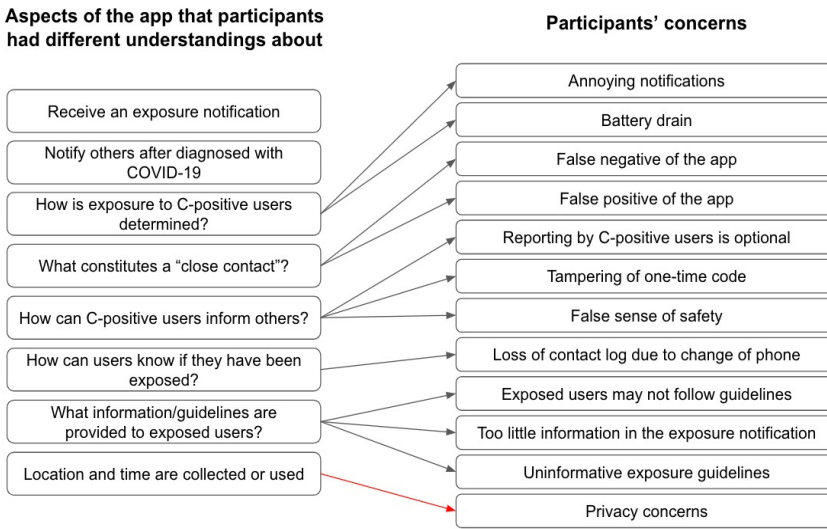 Aspects of the app that participants
had different understandings about
Receive an exposure notification
Notify others after diagnosed with
COVID-19
How is exposure to C-positive users
determined?
What constitutes a “close contact”?
How can C-positive users inform others?
How can users know if they have been
exposed?
What information/guidelines are
provided to exposed users?
Location and time are collected or used
Participants’ concerns
Annoying notifications
Battery drain
False negative of the app
False positive of the app
Reporting by C-positive users is optional
Tampering of one-time code
False sense of safety
Loss of contact log due to change of phone
Exposed users may not follow guidelines
Too little information in the exposure notification
Uninformative exposure guidelines
Privacy concerns